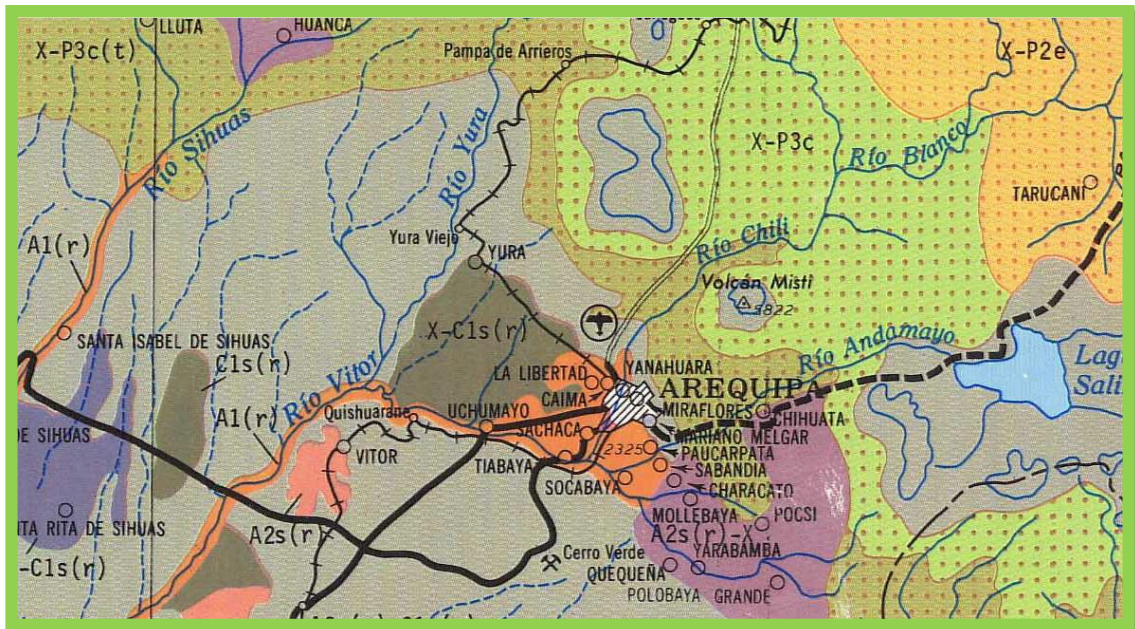 LLUTA
HUANCA
X-P3c(t)
Pampa de Arrieros
X-P2e
Río Sihuas
Río Yura
X-P3c
Río Blanco
TARUCANI
A1(r)
Yura Viejo
YURA
Río Chili
Volcán Misti
5822
X-C1s(r)
SANTA ISABEL DE SIHUAS
C1s(r)
Río Vitor
Río Andamayo
LA LIBERTAD
YANAHUARA
CAIMA
AREQUIPA
A1(r)
Quishuarane
UCHUMAYO
MIRAFLORES
CHIHUATA
SACHACA
MARIANO MELGAR
DE SIHUAS
VITOR
2325
PAUCARPATA
TIABAYA
SABANDIA
SOCABAYA
CHARACATO
MOLLEBAYA
POCSI
A2s(r)
A2s(r)-X
TA RITA DE SIHUAS
-C1s(r)
Cerro Verde
YARABAMBA
QUEQUEÑA
POLOBAYA GRANDE